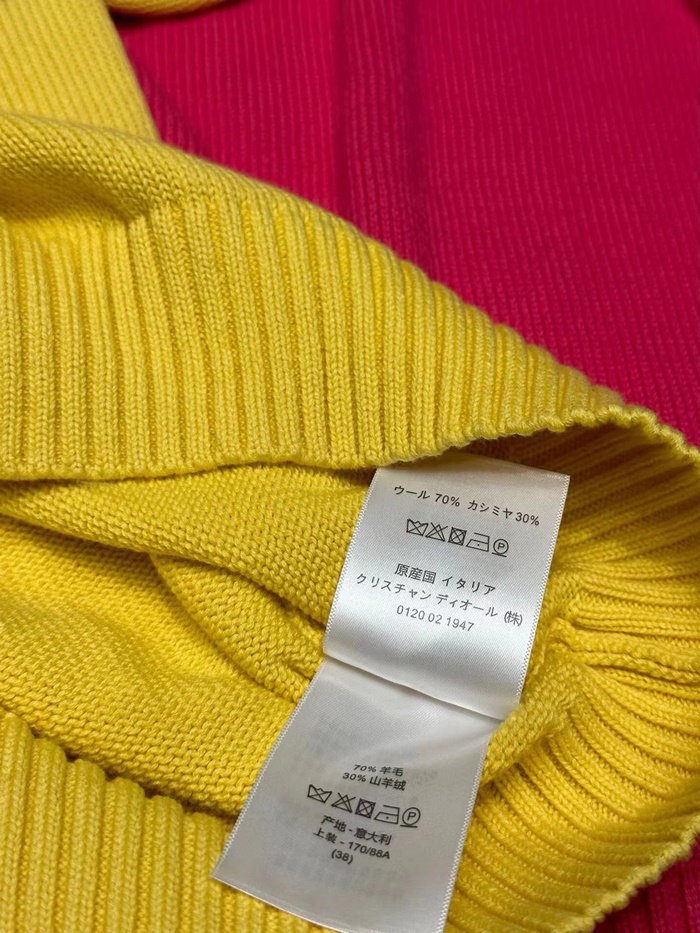 ウール 70% カシミヤ30%
原産国 イタリア
クリスチャン ディオール (株)
0120 02 1947
70% 羊毛
30% 山羊绒
产地 - 意大利
上装 - 170/88A
(38)